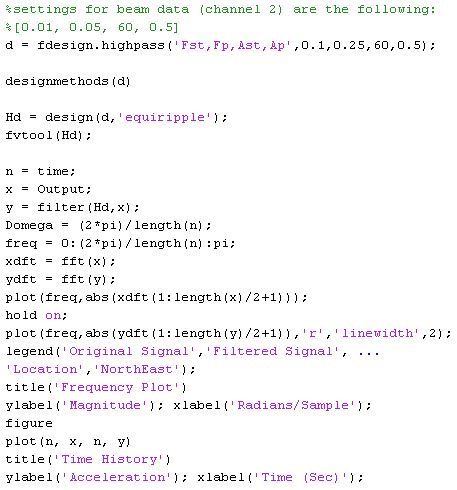 %settings for beam data (channel 2) are the following:
%[0.01, 0.05, 60, 0.5]
d = fdesign.highpass('Fst,Fp,Ast,Ap',0.1,0.25,60,0.5);
designmethods(d)
Hd = design(d,'equiripple');
fvtool(Hd);
n = time;
x = Output;
y = filter(Hd,x);
Domega = (2*pi)/length(n);
freq = 0:(2*pi)/length(n):pi;
xdft = fft(x);
ydft = fft(y);
plot(freq,abs(xdft(1:length(x)/2+1)));
hold on;
plot(freq,abs(ydft(1:length(y)/2+1)),'r','linewidth',2);
legend('Original Signal','Filtered Signal', ...
'Location','NorthEast');
title('Frequency Plot')
ylabel('Magnitude'); xlabel('Radians/Sample');
figure
plot(n, x, n, y)
title('Time History')
ylabel('Acceleration'); xlabel('Time (Sec)');